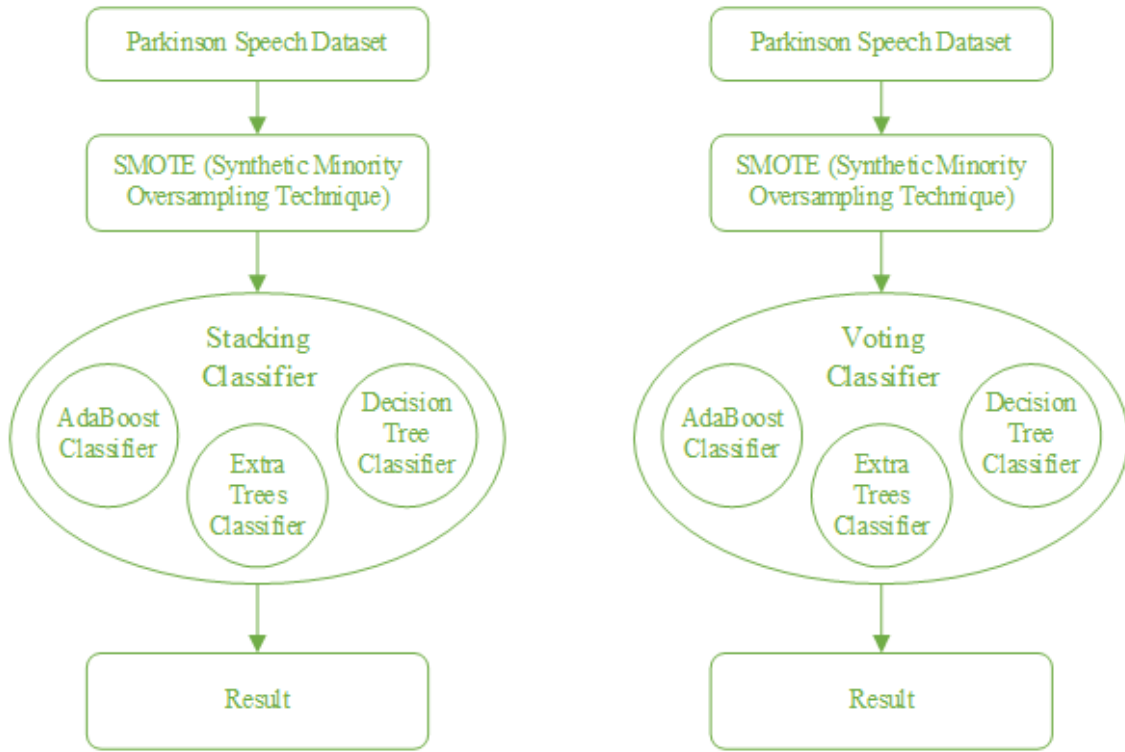 Parkinson Speech Dataset
SMOTE (Synthetic Minority
Oversampling Technique)
Stacking
Classifier
AdaBoost
Classifier
Extra
Trees
Classifier
Decision
Tree
Classifier
Result
Parkinson Speech Dataset
SMOTE (Synthetic Minority
Oversampling Technique)
Voting
Classifier
AdaBoost
Classifier
Extra
Trees
Classifier
Decision
Tree
Classifier
Result